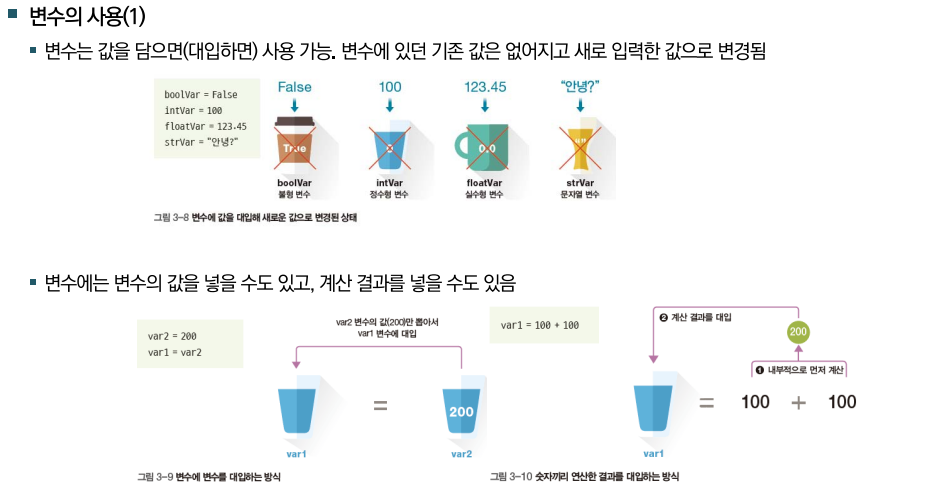 변수의 사용(1)
변수는 값을 담으면(대입하면) 사용 가능. 변수에 있던 기존 값은 없어지고 새로 입력한 값으로 변경됨
boolVar = False
intVar = 100
floatVar = 123.45
strVar = "안녕?"
False
100
123.45
"안녕?"
True
0
0.0
""
boolVar
불형 변수
intVar
정수형 변수
floatVar
실수형 변수
strVar
문자열 변수
그림 3-8 변수에 값을 대입해 새로운 값으로 변경된 상태
변수에는 변수의 값을 넣을 수도 있고, 계산 결과를 넣을 수도 있음
var2 = 200
var1 = var2
var2 변수의 값(200)만 뽑아서
var1 변수에 대입
=
200
var1
var2
그림 3-9 변수에 변수를 대입하는 방식
var1 = 100 + 100
❷ 계산 결과를 대입
200
❶ 내부적으로 먼저 계산
= 100 + 100
var1
그림 3-10 숫자끼리 연산한 결과를 대입하는 방식